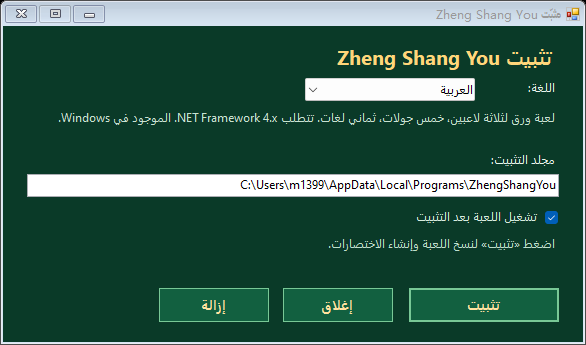 مثبّت Zheng Shang You
تثبيت Zheng Shang You
اللغة:
العربية
لعبة ورق لثلاثة لاعبين، خمس جولات، ثماني لغات. تتطلب .NET Framework 4.x الموجود في Windows.
مجلد التثبيت:
C:\Users\m1399\AppData\Local\Programs\ZhengShangYou
تشغيل اللعبة بعد التثبيت
اضغط «تثبيت» لنسخ اللعبة وإنشاء الاختصارات.
تثبيت
إغلاق
إزالة